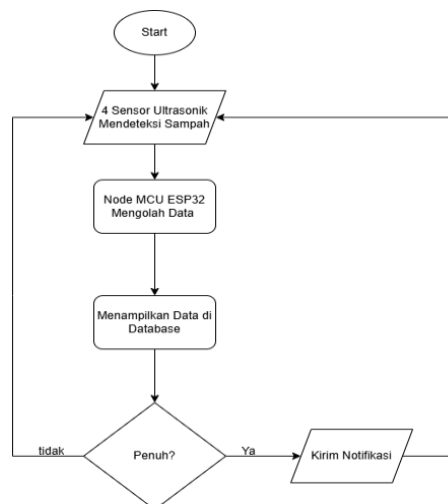 Start
4 Sensor Ultrasonik
Mendeteksi Sampah
Node MCU ESP32
Mengolah Data
Menampilkan Data di
Database
tidak
Penuh?
Ya
Kirim Notifikasi